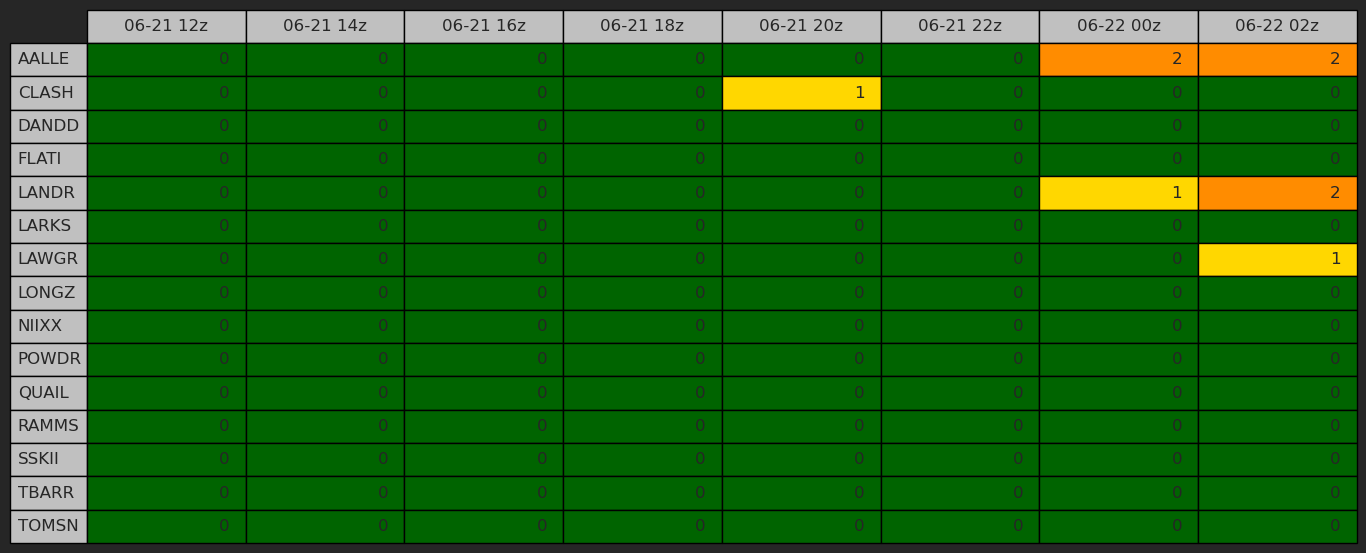 06-21 12z 06-21 14z 06-21 16z 06-21 18z 06-21 20z 06-21 22z 06-22 00z 06-22 02z
AALLE 0 0 0 0 0 0 2 2
CLASH 0 0 0 0 1 0 0 0
DANDD 0 0 0 0 0 0 0 0
FLATI 0 0 0 0 0 0 0 0
LANDR 0 0 0 0 0 0 1 2
LARKS 0 0 0 0 0 0 0 0
LAWGR 0 0 0 0 0 0 0 1
LONGZ 0 0 0 0 0 0 0 0
NIIXX 0 0 0 0 0 0 0 0
POWDR 0 0 0 0 0 0 0 0
QUAIL 0 0 0 0 0 0 0 0
RAMMS 0 0 0 0 0 0 0 0
SSKII 0 0 0 0 0 0 0 0
TBARR 0 0 0 0 0 0 0 0
TOMSN 0 0 0 0 0 0 0 0